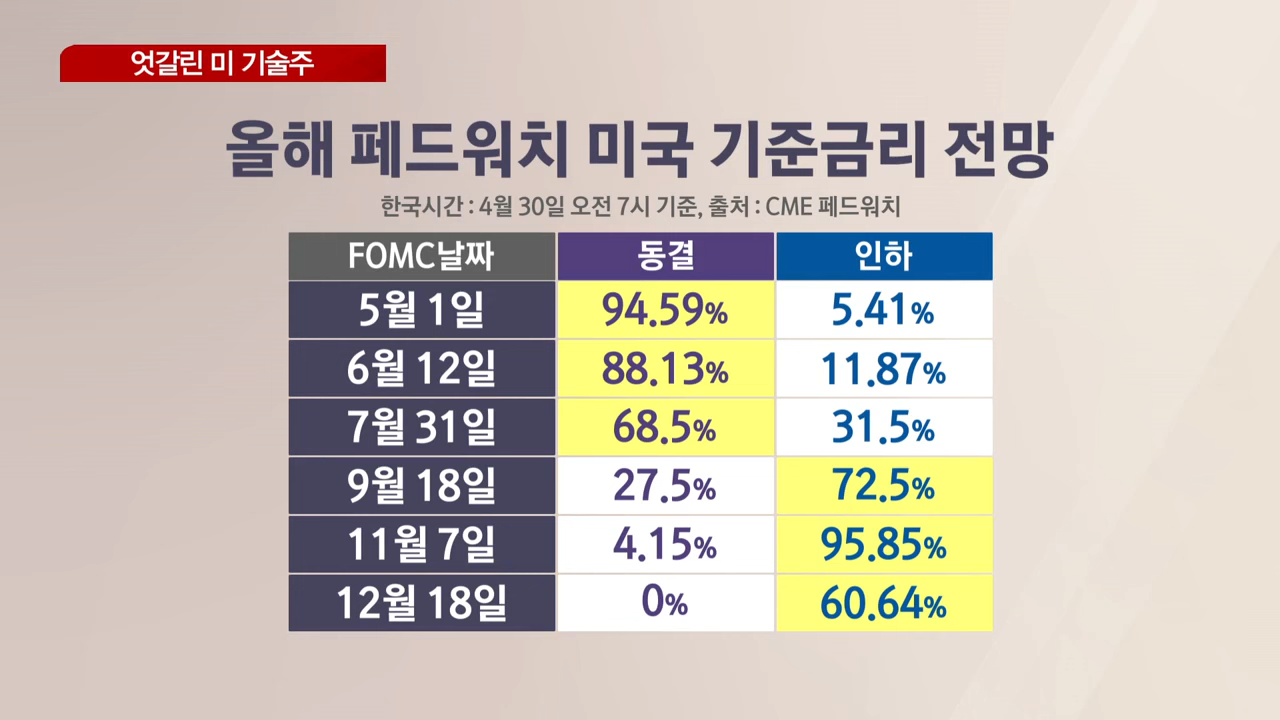 엇갈린 미 기술주
올해 페드워치 미국 기준금리 전망
한국시간 : 4월 30일 오전 7시 기준, 출처 : CME 페드워치
FOMC날짜 동결 인하
5월 1일 94.59% 5.41%
6월 12일 88.13% 11.87%
7월 31일 68.5% 31.5%
9월 18일 27.5% 72.5%
11월 7일 4.15% 95.85%
12월 18일 0% 60.64%